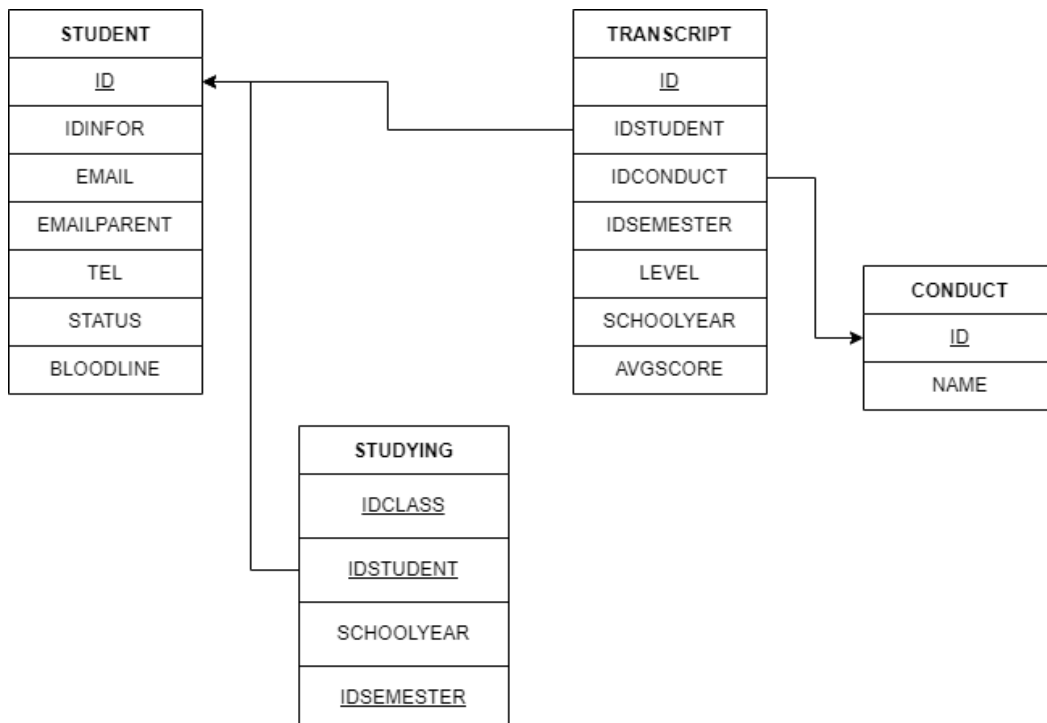 STUDENT
ID
IDINFOR
EMAIL
EMAILPARENT
TEL
STATUS
BLOODLINE
TRANSCRIPT
ID
IDSTUDENT
IDCONDUCT
IDSEMESTER
LEVEL
SCHOOLYEAR
AVGSCORE
CONDUCT
ID
NAME
STUDYING
IDCLASS
IDSTUDENT
SCHOOLYEAR
IDSEMESTER